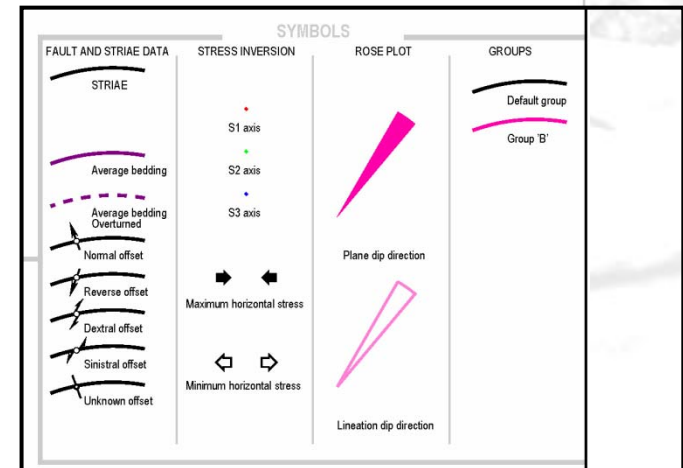 SYMBOLS
FAULT AND STRIAE DATA
STRIAE
Average bedding
Average bedding
Overturned
Normal offset
Reverse offset
Dextral offset
Sinistral offset
Unknown offset
STRESS INVERSION
S1 axis
S2 axis
S3 axis
Maximum horizontal stress
Minimum horizontal stress
ROSE PLOT
Plane dip direction
Lineation dip direction
GROUPS
Default group
Group 'B'